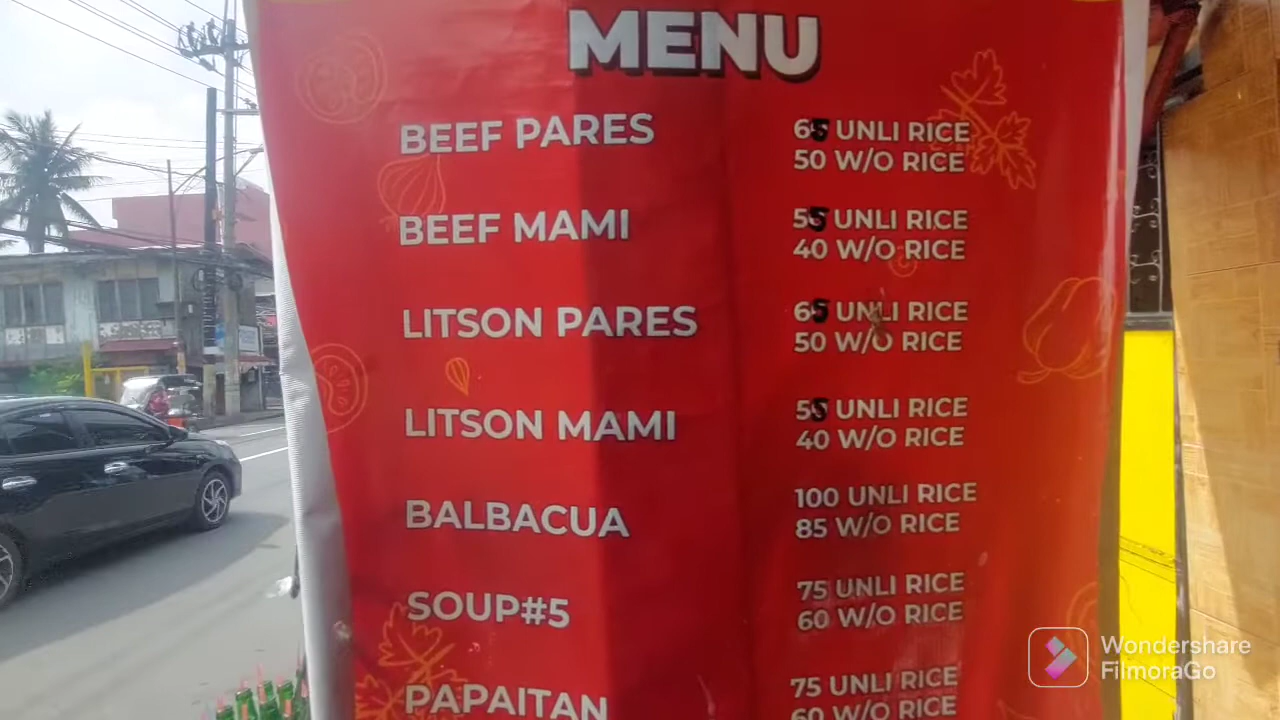 MENU
BEEF PARES
65 UNLI RICE
50 W/O RICE
BEEF MAMI
55 UNLI RICE
40 W/O RICE
LITSON PARES
65 UNLI RICE
50 W/O RICE
LITSON MAMI
55 UNLI RICE
40 W/O RICE
BALBACUA
100 UNLI RICE
85 W/O RICE
SOUP#5
75 UNLI RICE
60 W/O RICE
PAPAITAN
75 UNLI RICE
60 W/O RICE
Wondershare
FilmoraGo